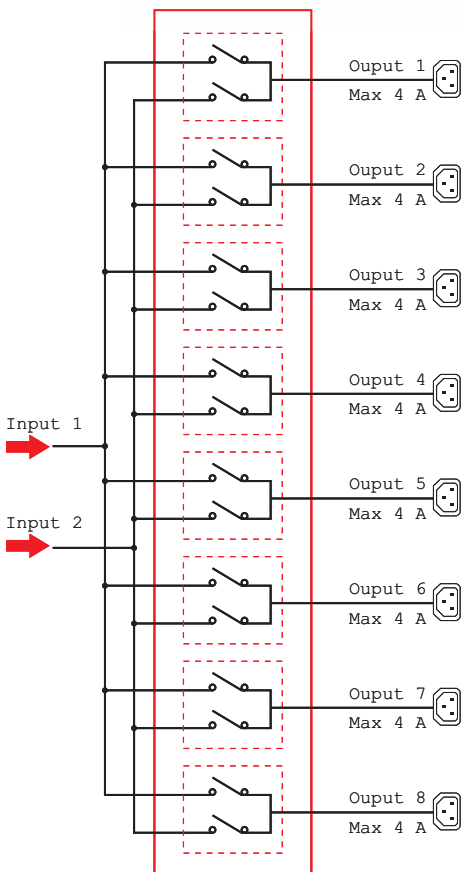 Ouput 1
Max 4 A
Ouput 2
Max 4 A
Ouput 3
Max 4 A
Ouput 4
Max 4 A
Input 1
Ouput 5
Max 4 A
Input 2
Ouput 6
Max 4 A
Ouput 7
Max 4 A
Ouput 8
Max 4 A